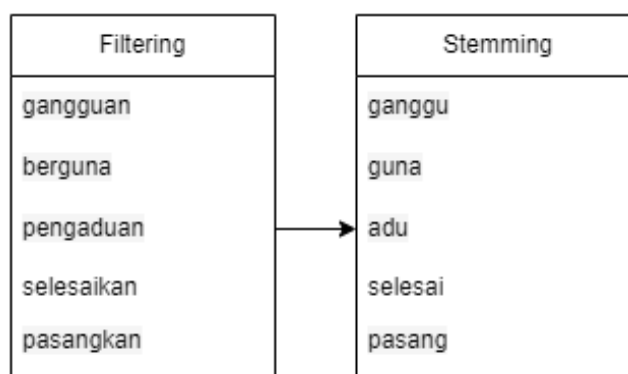 Filtering
gangguan
berguna
pengaduan
selesaikan
pasangkan
Stemming
ganggu
guna
adu
selesai
pasang